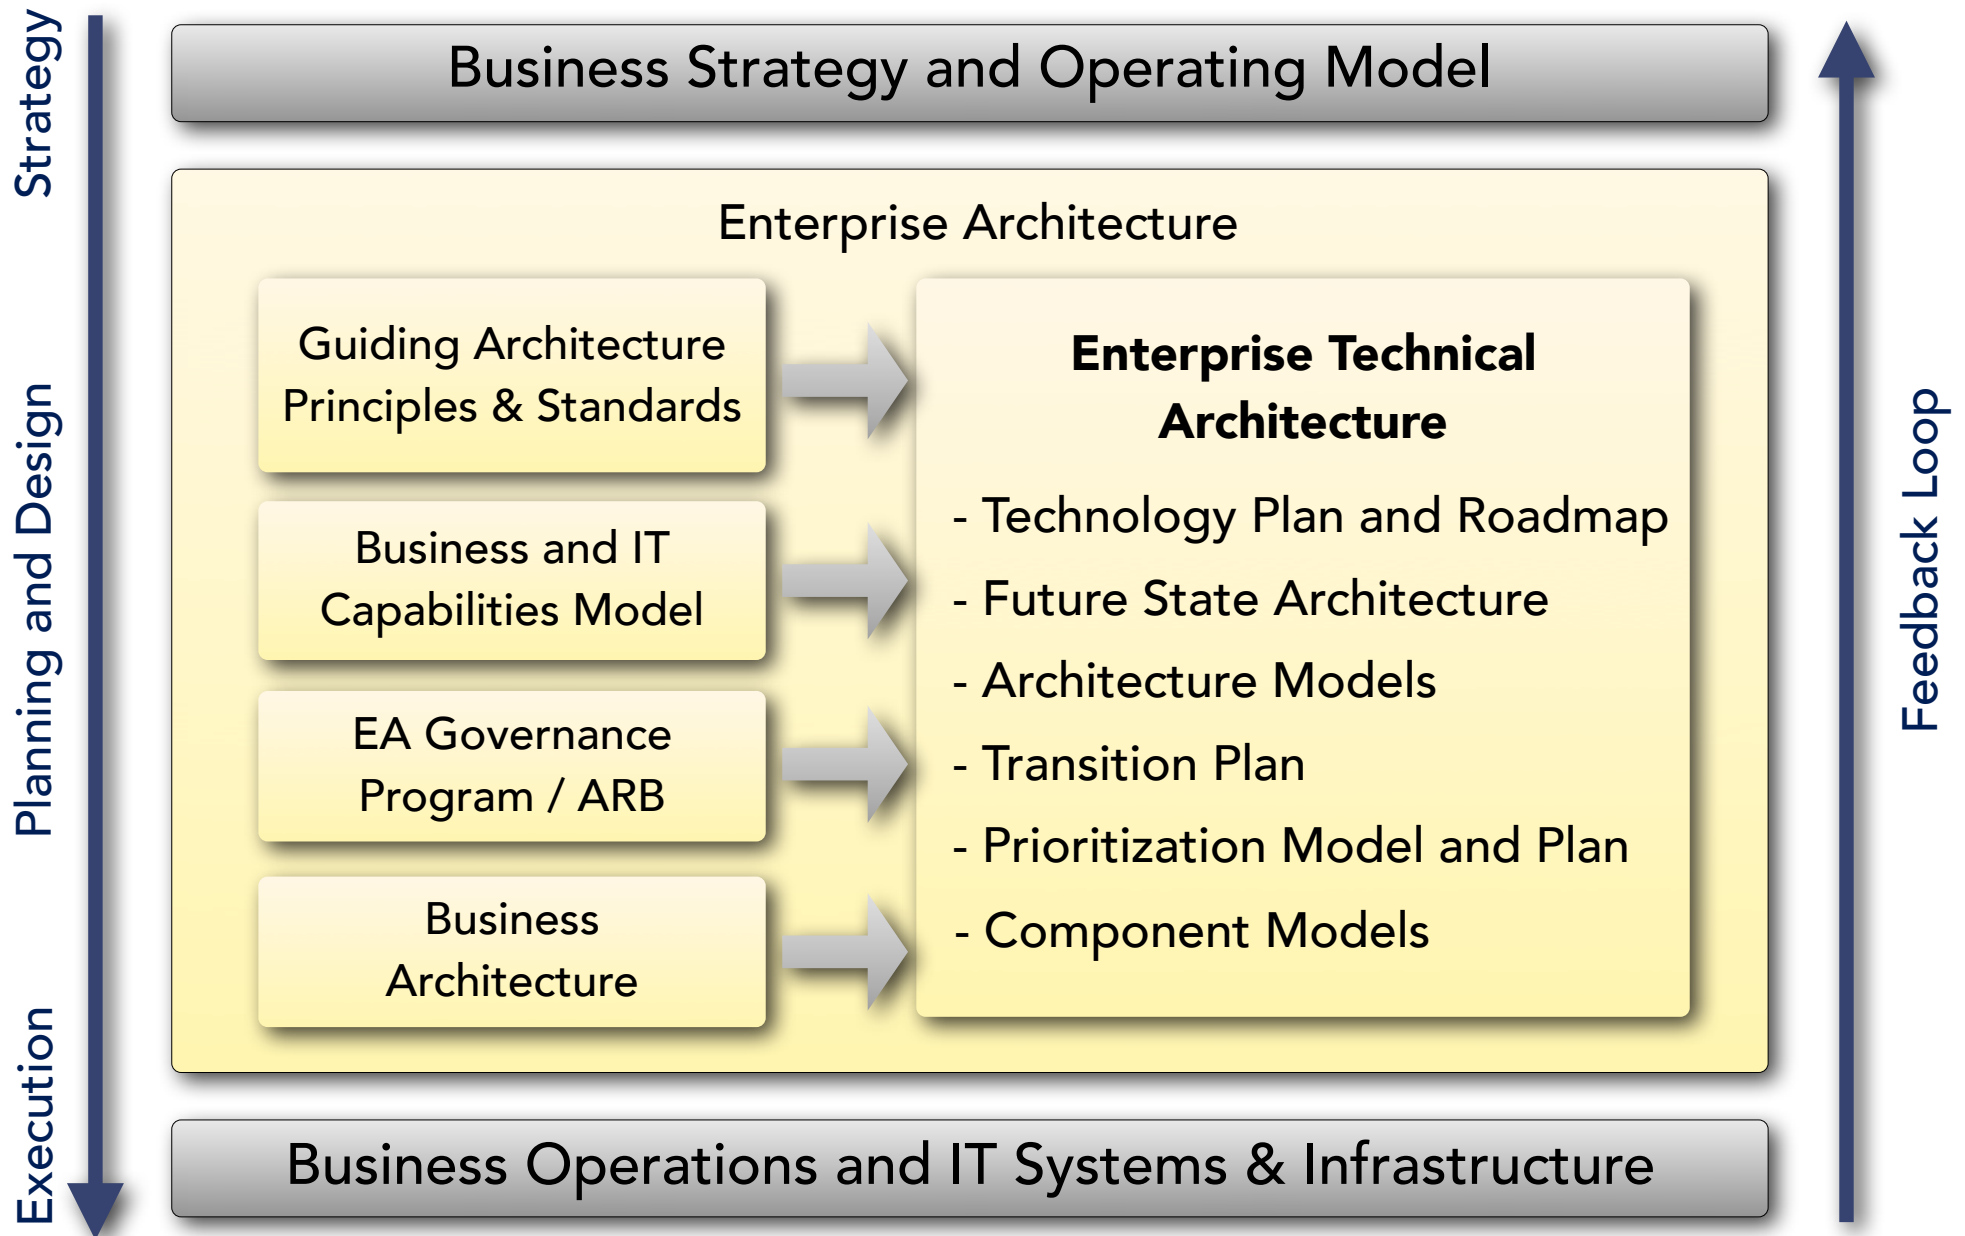 Strategy
Planning and Design
Execution
Business Strategy and Operating Model
Enterprise Architecture
Guiding Architecture
Principles & Standards
Business and IT
Capabilities Model
EA Governance
Program / ARB
Business
Architecture
Enterprise Technical
Architecture
- Technology Plan and Roadmap
- Future State Architecture
- Architecture Models
- Transition Plan
- Prioritization Model and Plan
- Component Models
Business Operations and IT Systems & Infrastructure
Feedback Loop